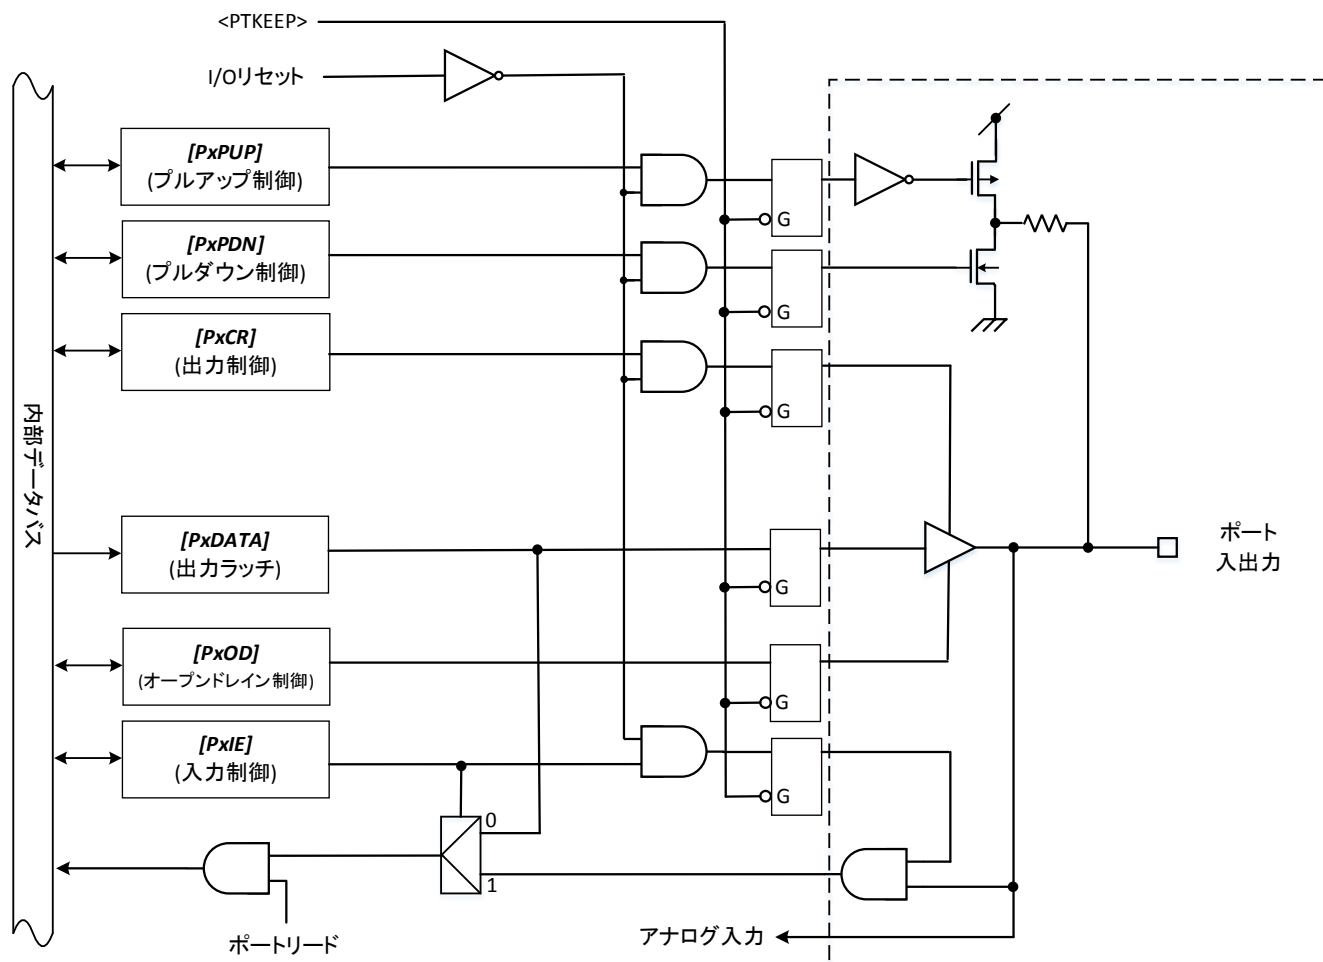 <PTKEEP>
I/Oリセット
[PxPUP]
(プルアップ制御)
G
[PxPDN]
(プルダウン制御)
G
[PxCR]
(出力制御)
G
内部データバス
[PxDATA]
(出力ラッチ)
G
ポート
入出力
[PxOD]
(オープンドレイン制御)
G
[PxIE]
(入力制御)
G
0
1
ポートリード
アナログ入力